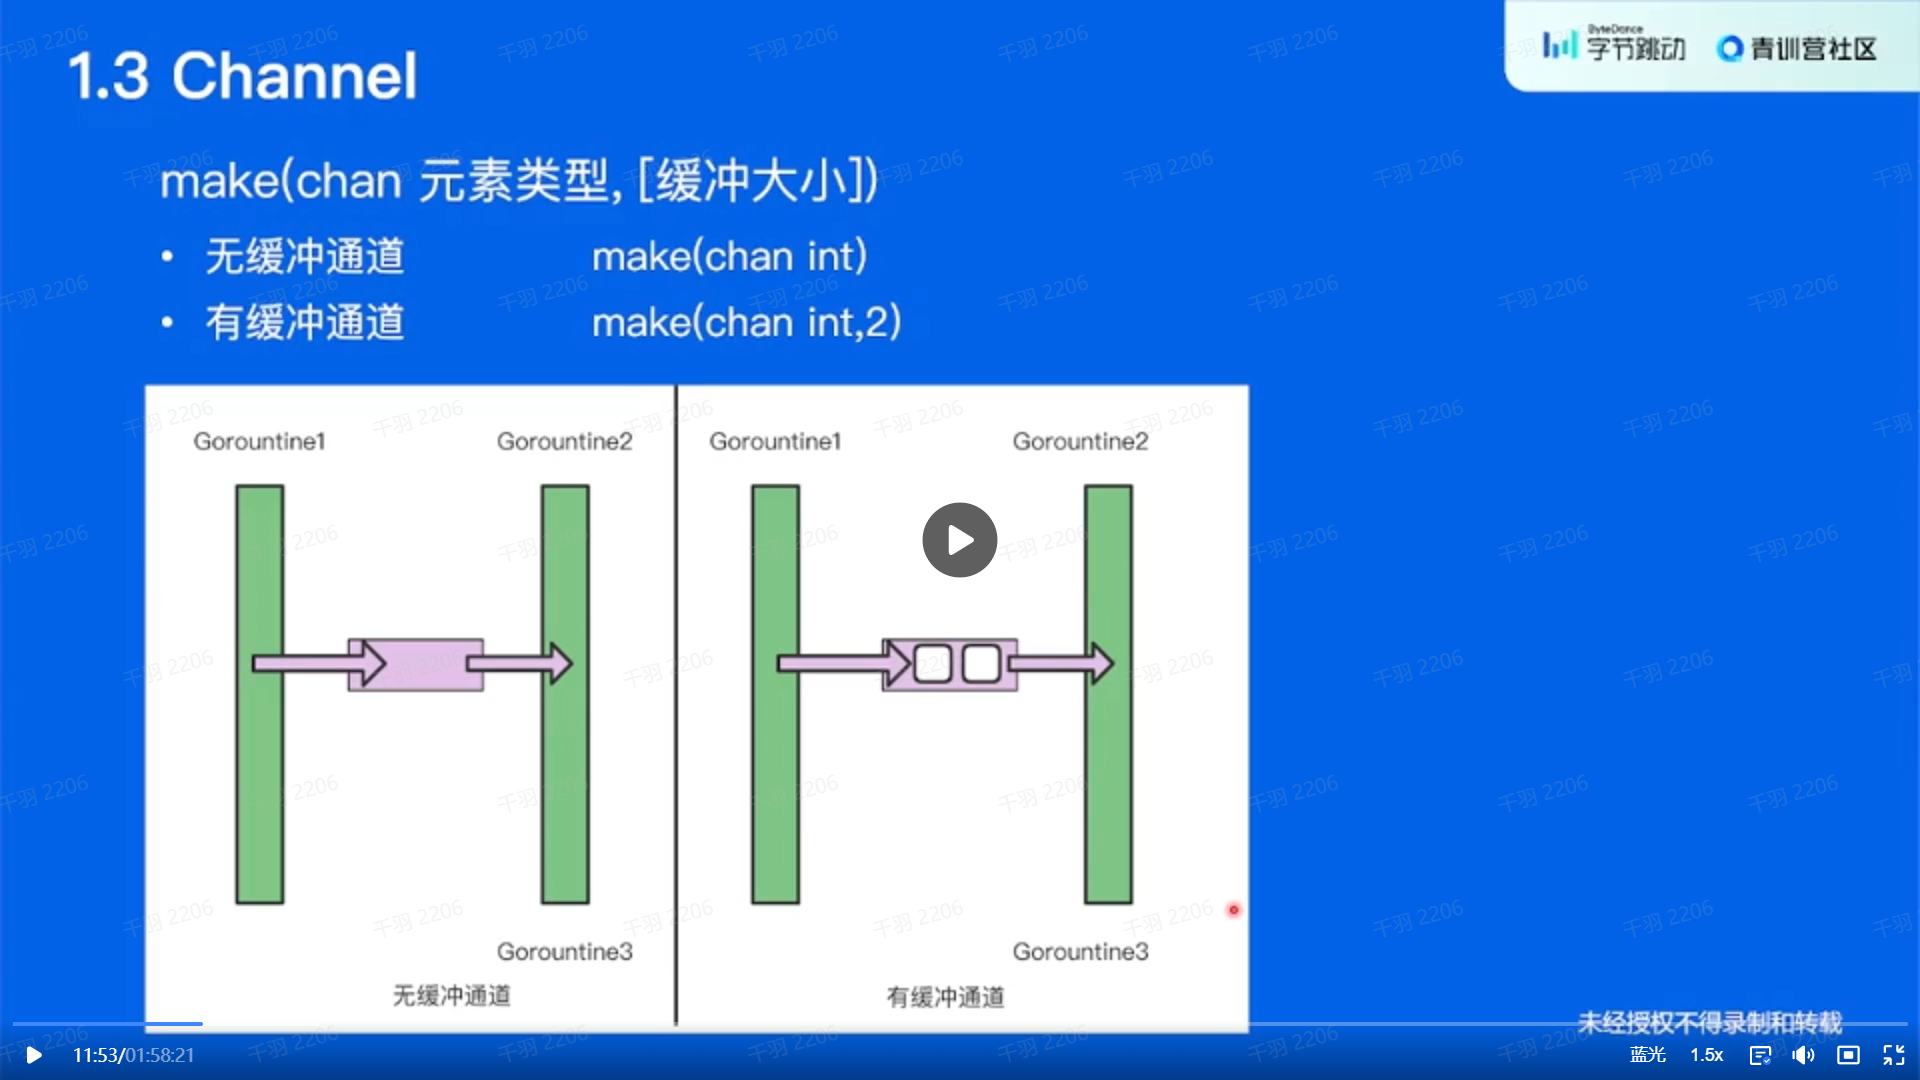 1.3 Channel
ByteDance
字节跳动
青训营社区
make(chan 元素类型, [缓冲大小])
• 无缓冲通道 make(chan int)
• 有缓冲通道 make(chan int,2)
Gorountine1 Gorountine2
Gorountine1 Gorountine2
Gorountine3
无缓冲通道
Gorountine3
有缓冲通道
未经授权不得录制和转载
11:53/01:58:21
蓝光 1.5x
千羽 2206